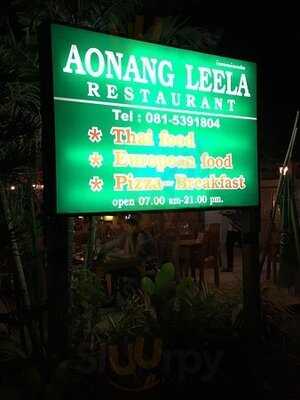 AONANG LEELA
RESTAURANT
Tel : 081-5391804
* Thai food
* European food
* Pizza-Breakfast
open 07.00 am-21.00 pm.
sluurpy